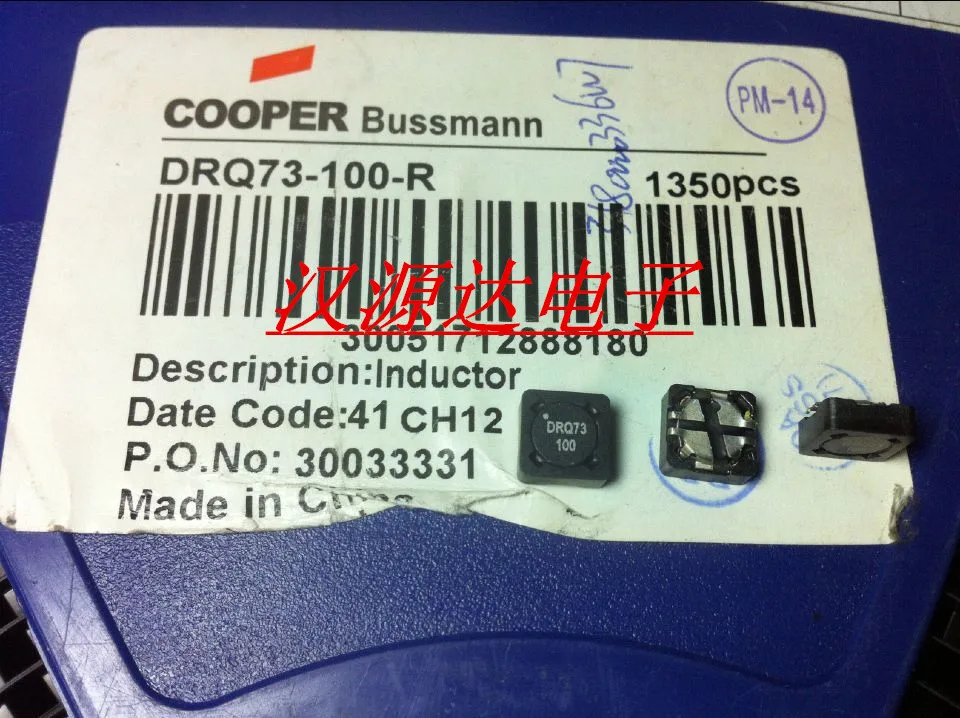 COOPER Bussmann
PM-14
DRQ73-100-R 1350pcs
汉源达电子
30051712888180
Description:Inductor
Date Code:41 CH12
P.O.No: 30033331
Made in China
DRQ73
100